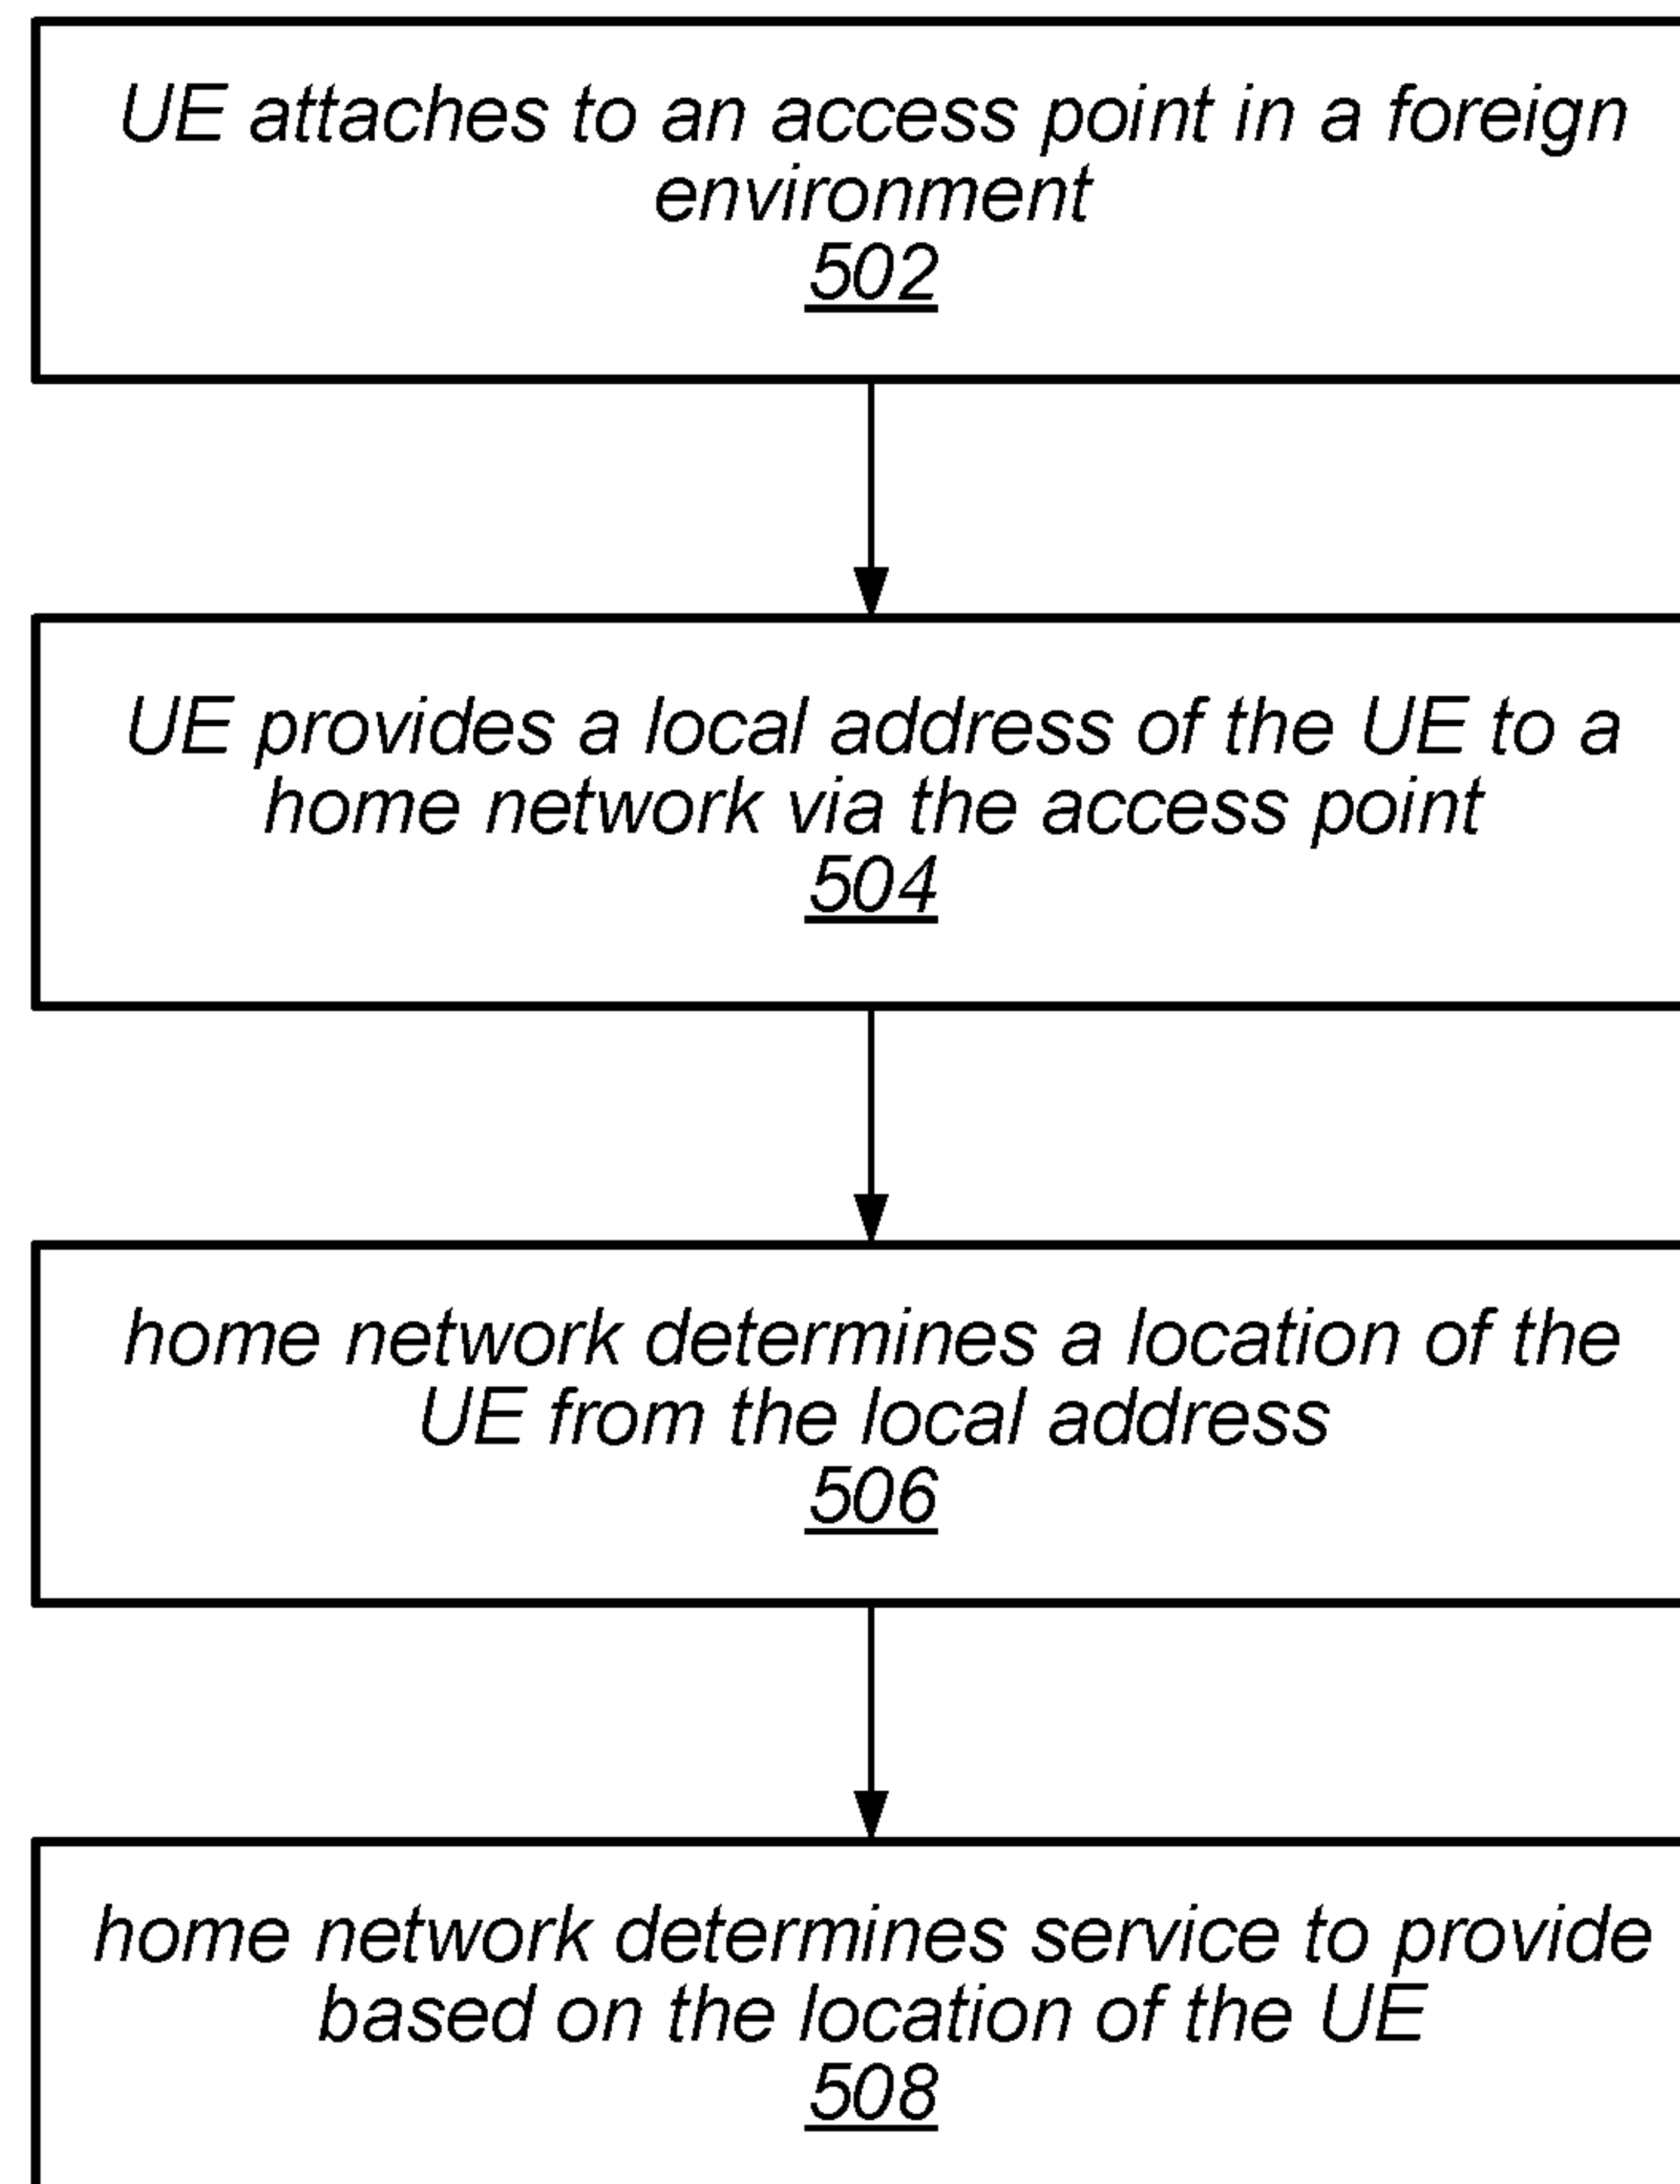 UE attaches to an access point in a foreign
environment
502
UE provides a local address of the UE to a
home network via the access point
504
home network determines a location of the
UE from the local address
506
home network determines service to provide
based on the location of the UE
508